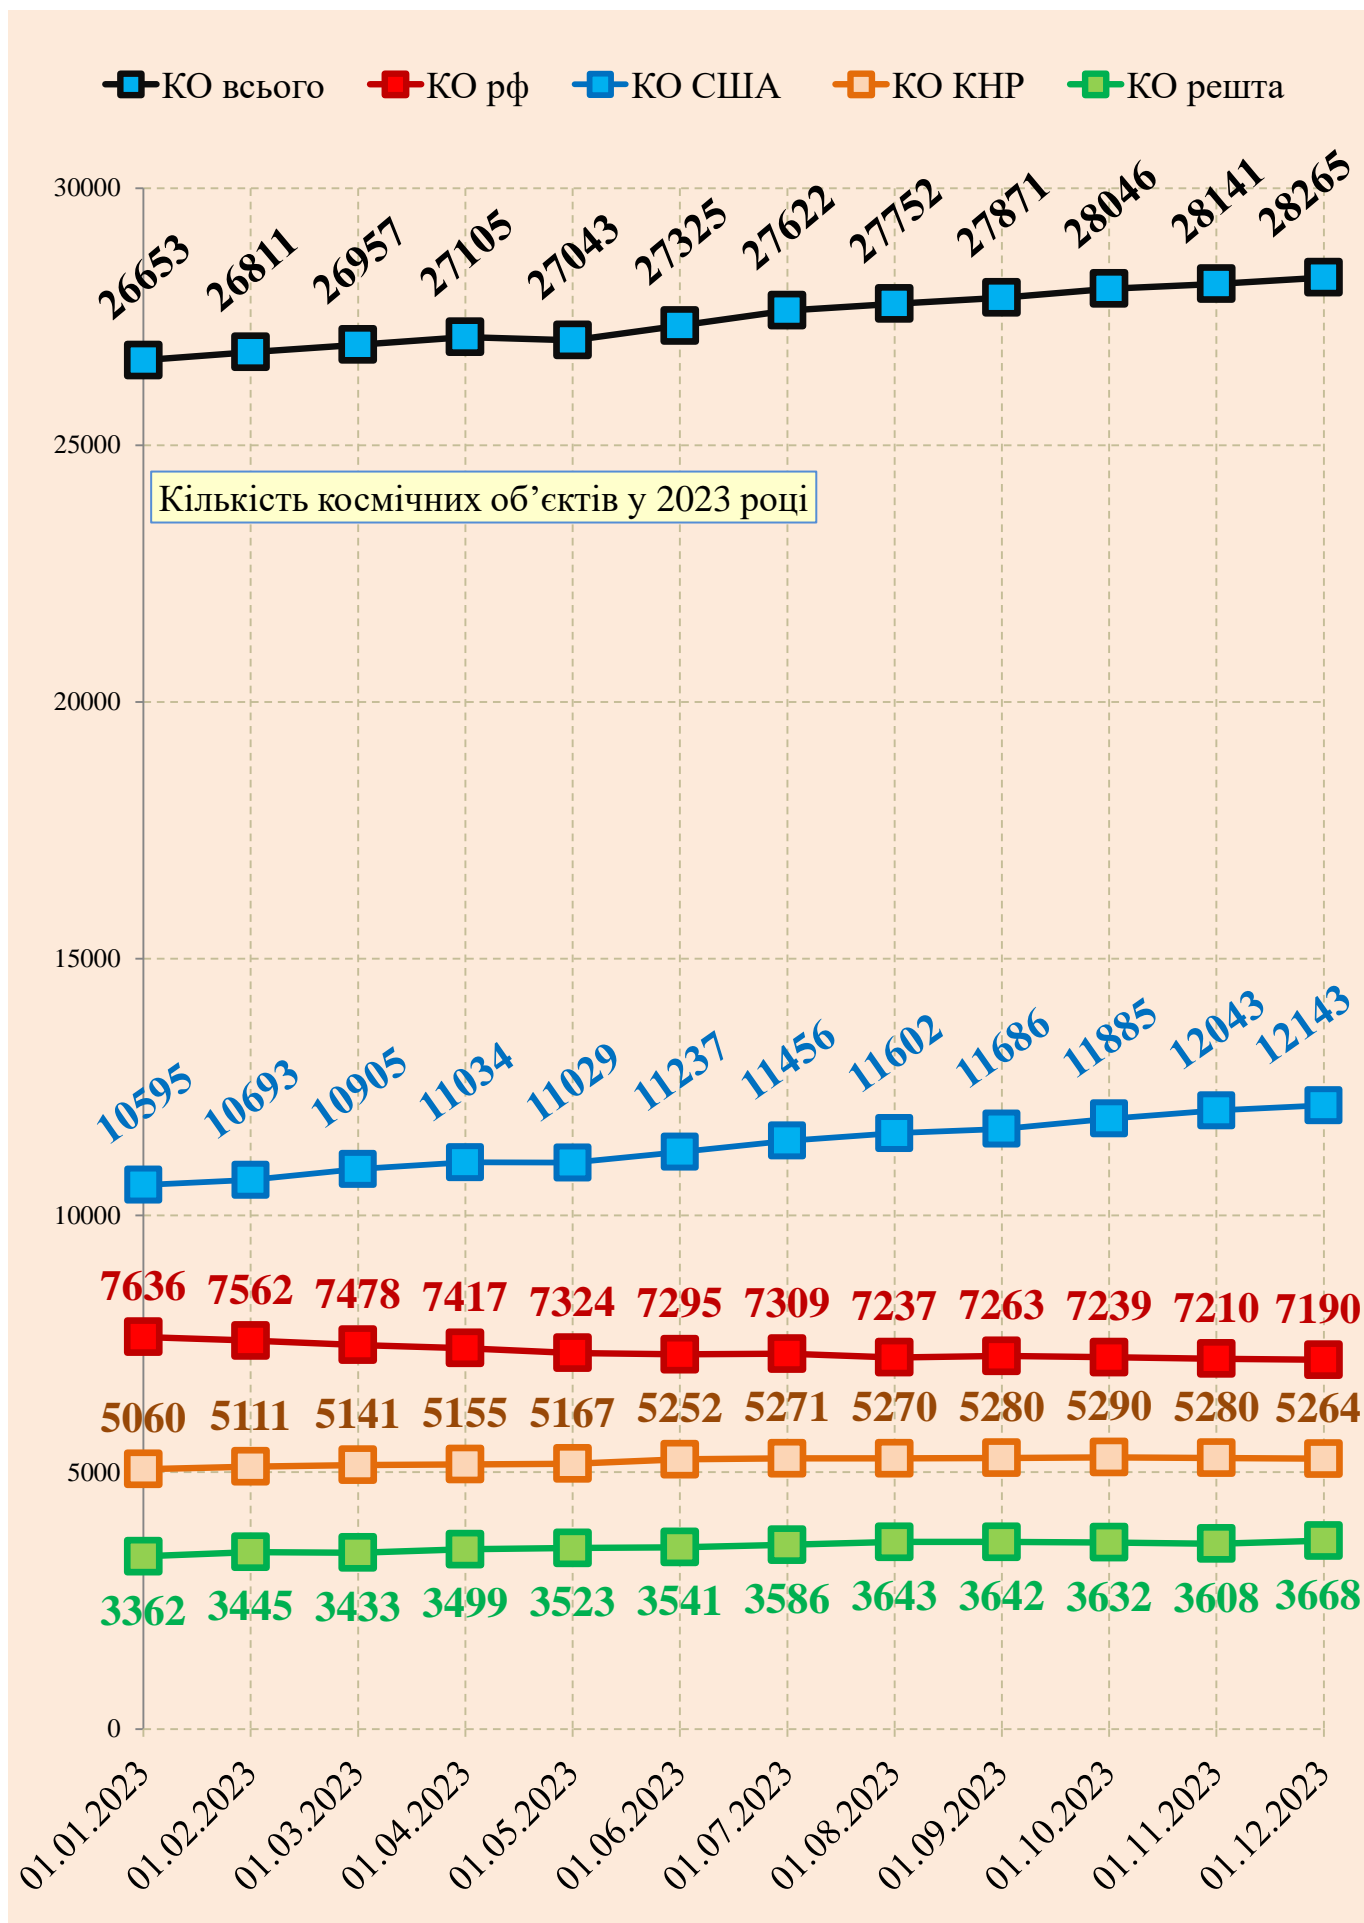 КО всього КО рф КО США КО КНР КО решта
30000
26653 26811 26957 27105 27043 27325 27622 27752 27871 28046 28141 28265
25000
Кількість космічних об’єктів у 2023 році
20000
15000
10595 10693 10905 11034 11029 11237 11456 11602 11686 11885 12043 12143
10000
7636 7562 7478 7417 7324 7295 7309 7237 7263 7239 7210 7190
5060 5111 5141 5155 5167 5252 5271 5270 5280 5290 5280 5264
5000
3362 3445 3433 3499 3523 3541 3586 3643 3642 3632 3608 3668
0
01.01.2023 01.02.2023 01.03.2023 01.04.2023 01.05.2023 01.06.2023 01.07.2023 01.08.2023 01.09.2023 01.10.2023 01.11.2023 01.12.2023